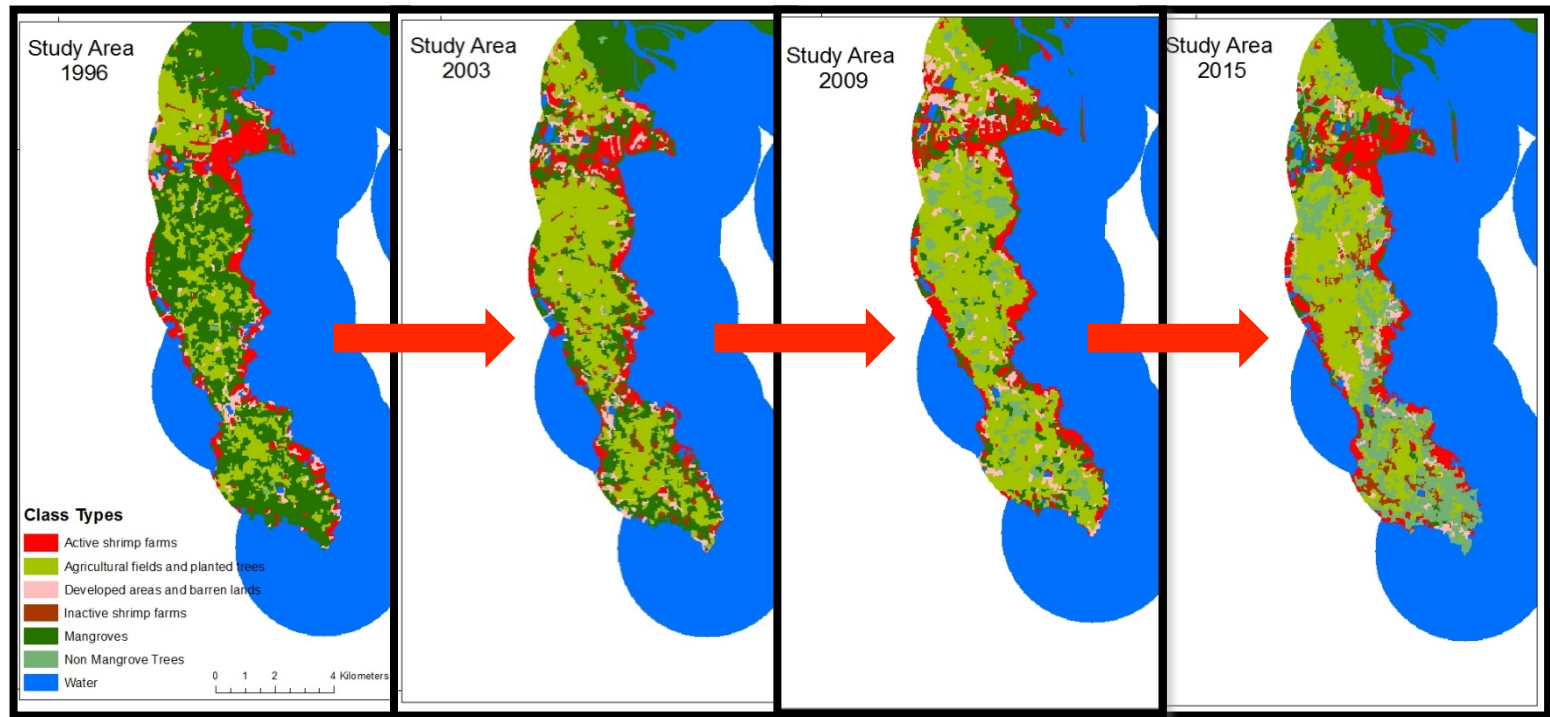 Study Area
1996
Study Area
2003
Study Area
2009
Study Area
2015
Class Types
Active shrimp farms
Agricultural fields and planted trees
Developed areas and barren lands
Inactive shrimp farms
Mangroves
Non Mangrove Trees
Water
0 1 2 4 Kilometers